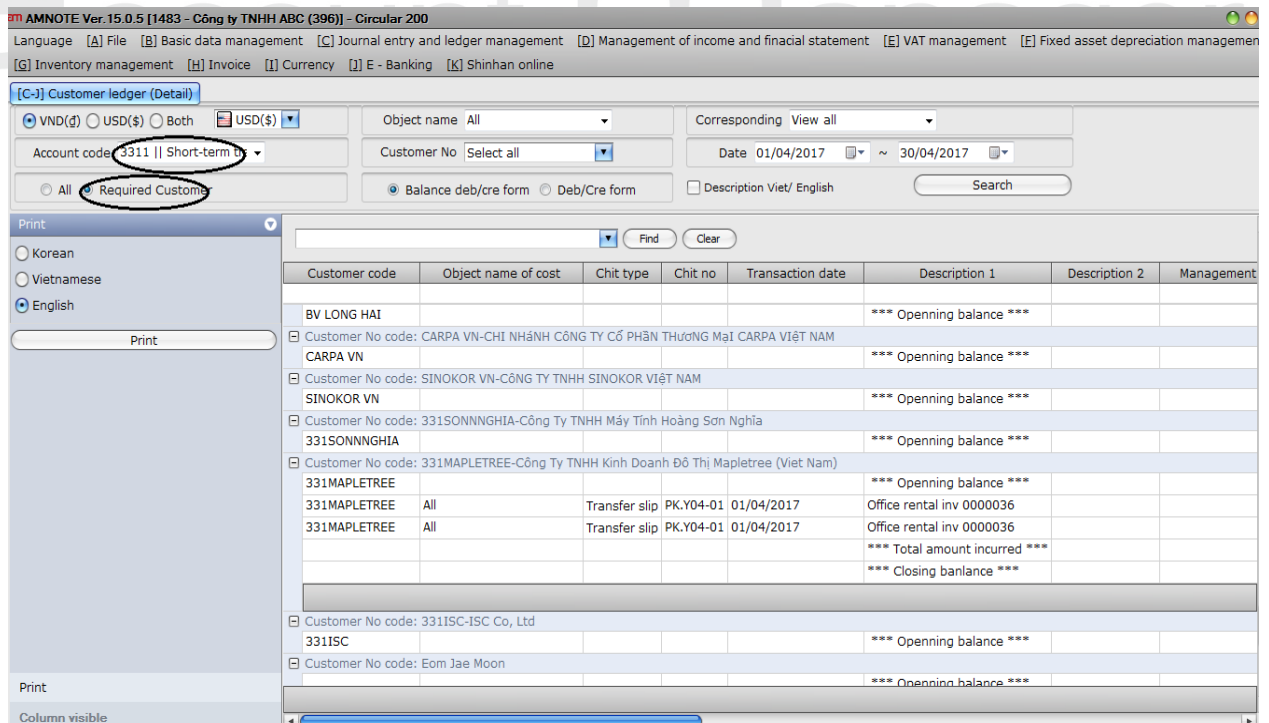 AMNOTE Ver.15.0.5 [1483 - Công ty TNHH ABC (396)] - Circular 200
Language [A] File [B] Basic data management [C] Journal entry and ledger management [D] Management of income and finacial statement [E] VAT management [F] Fixed asset depreciation managemen
[G] Inventory management [H] Invoice [I] Currency [J] E - Banking [K] Shinhan online
[C-J] Customer ledger (Detail)
VND(₫) USD($) Both USD($) Object name All Corresponding View all
Account code 3311 || Short-term tr Customer No Select all Date 01/04/2017 ~ 30/04/2017
All Required Customer Balance deb/cre form Deb/Cre form Description Viet/ English Search
Print
Korean
Vietnamese
English
Print
Find Clear
Customer code Object name of cost Chit type Chit no Transaction date Description 1 Description 2 Management
BV LONG HAI *** Openning balance ***
Customer No code: CARPA VN-CHI NHáNH CôNG TY Cổ PHầN THươNG MạI CARPA VIệT NAM
CARPA VN *** Openning balance ***
Customer No code: SINOKOR VN-CôNG TY TNHH SINOKOR VIệT NAM
SINOKOR VN *** Openning balance ***
Customer No code: 331SONNNGHIA-Công Ty TNHH Máy Tính Hoàng Sơn Nghĩa
331SONNNGHIA *** Openning balance ***
Customer No code: 331MAPLETREE-Công Ty TNHH Kinh Doanh Đô Thị Mapletree (Viet Nam)
331MAPLETREE *** Openning balance ***
331MAPLETREE All Transfer slip PK.Y04-01 01/04/2017 Office rental inv 0000036
331MAPLETREE All Transfer slip PK.Y04-01 01/04/2017 Office rental inv 0000036
*** Total amount incurred ***
*** Closing banlance ***
Customer No code: 331ISC-ISC Co, Ltd
331ISC *** Openning balance ***
Customer No code: Eom Jae Moon
*** Openning balance ***
Print
Column visible